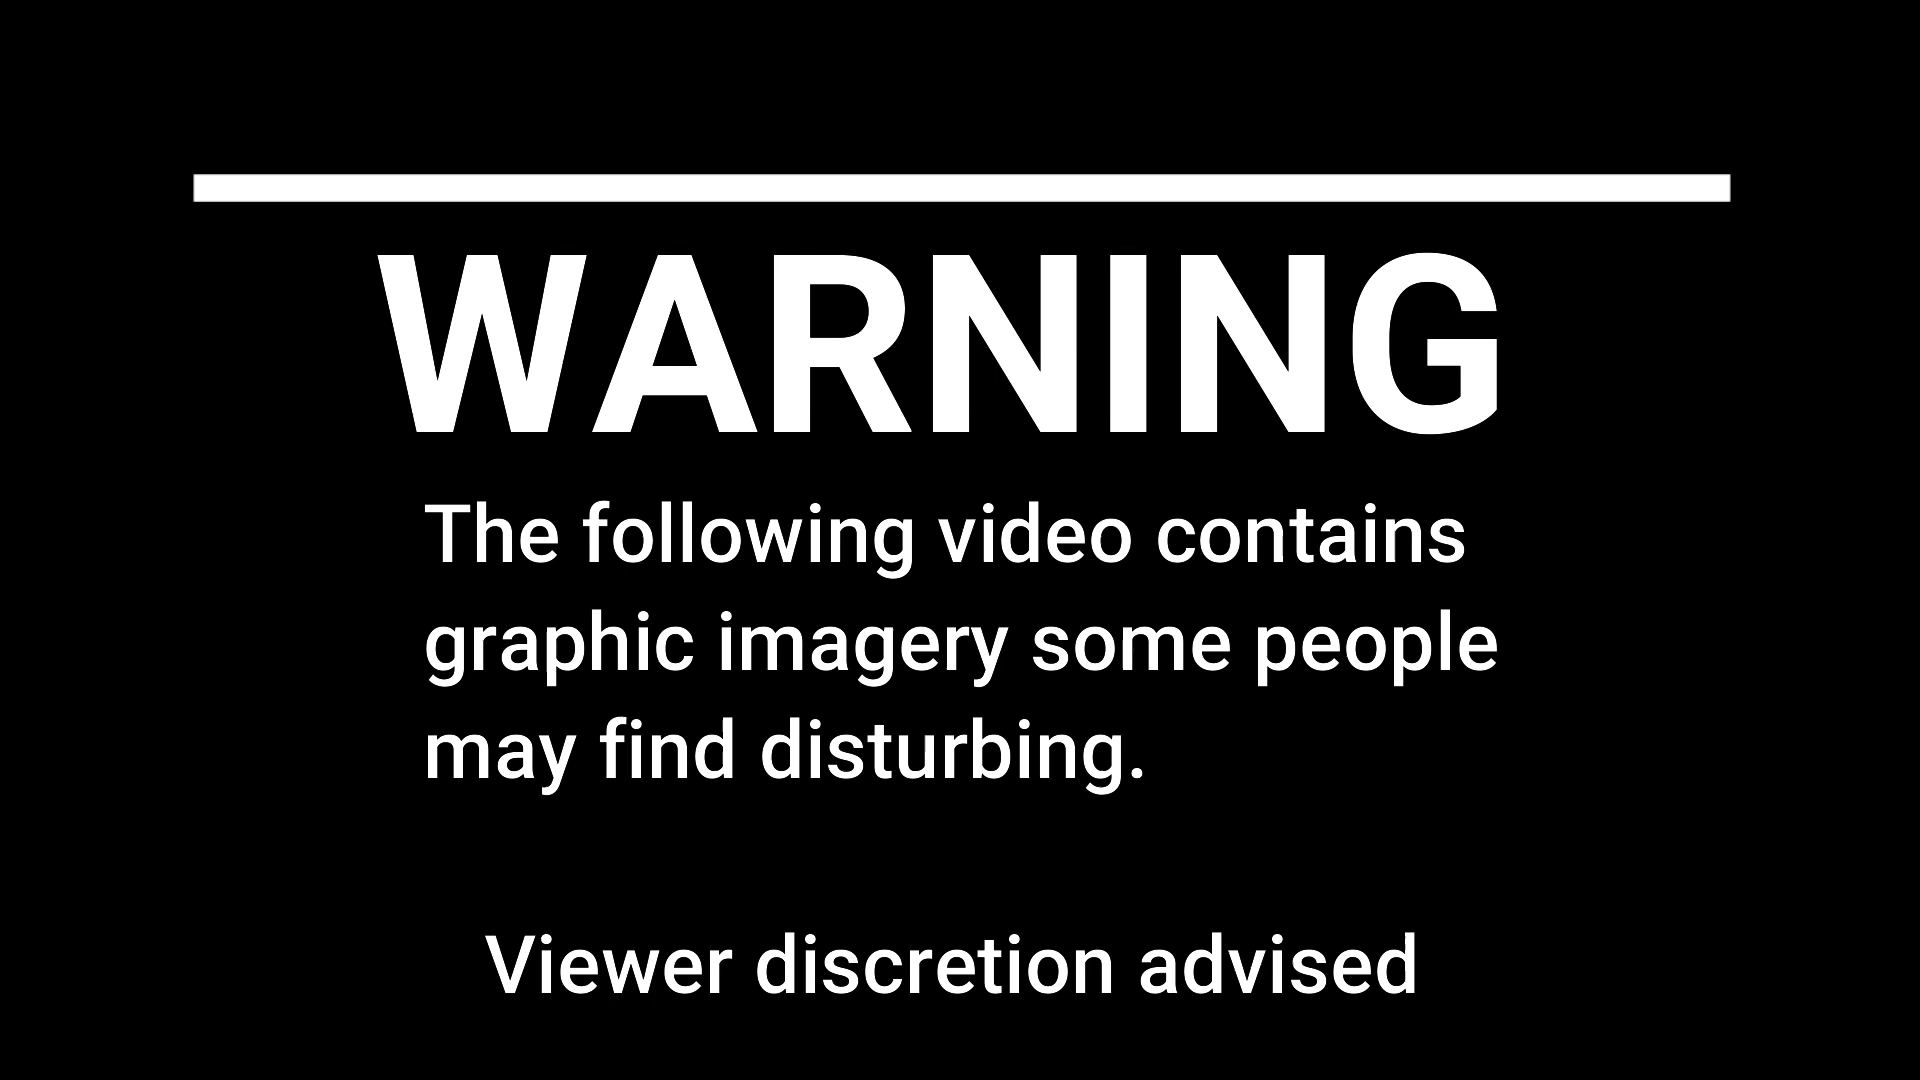 WARNING
The following video contains
graphic imagery some people
may find disturbing.
Viewer discretion advised